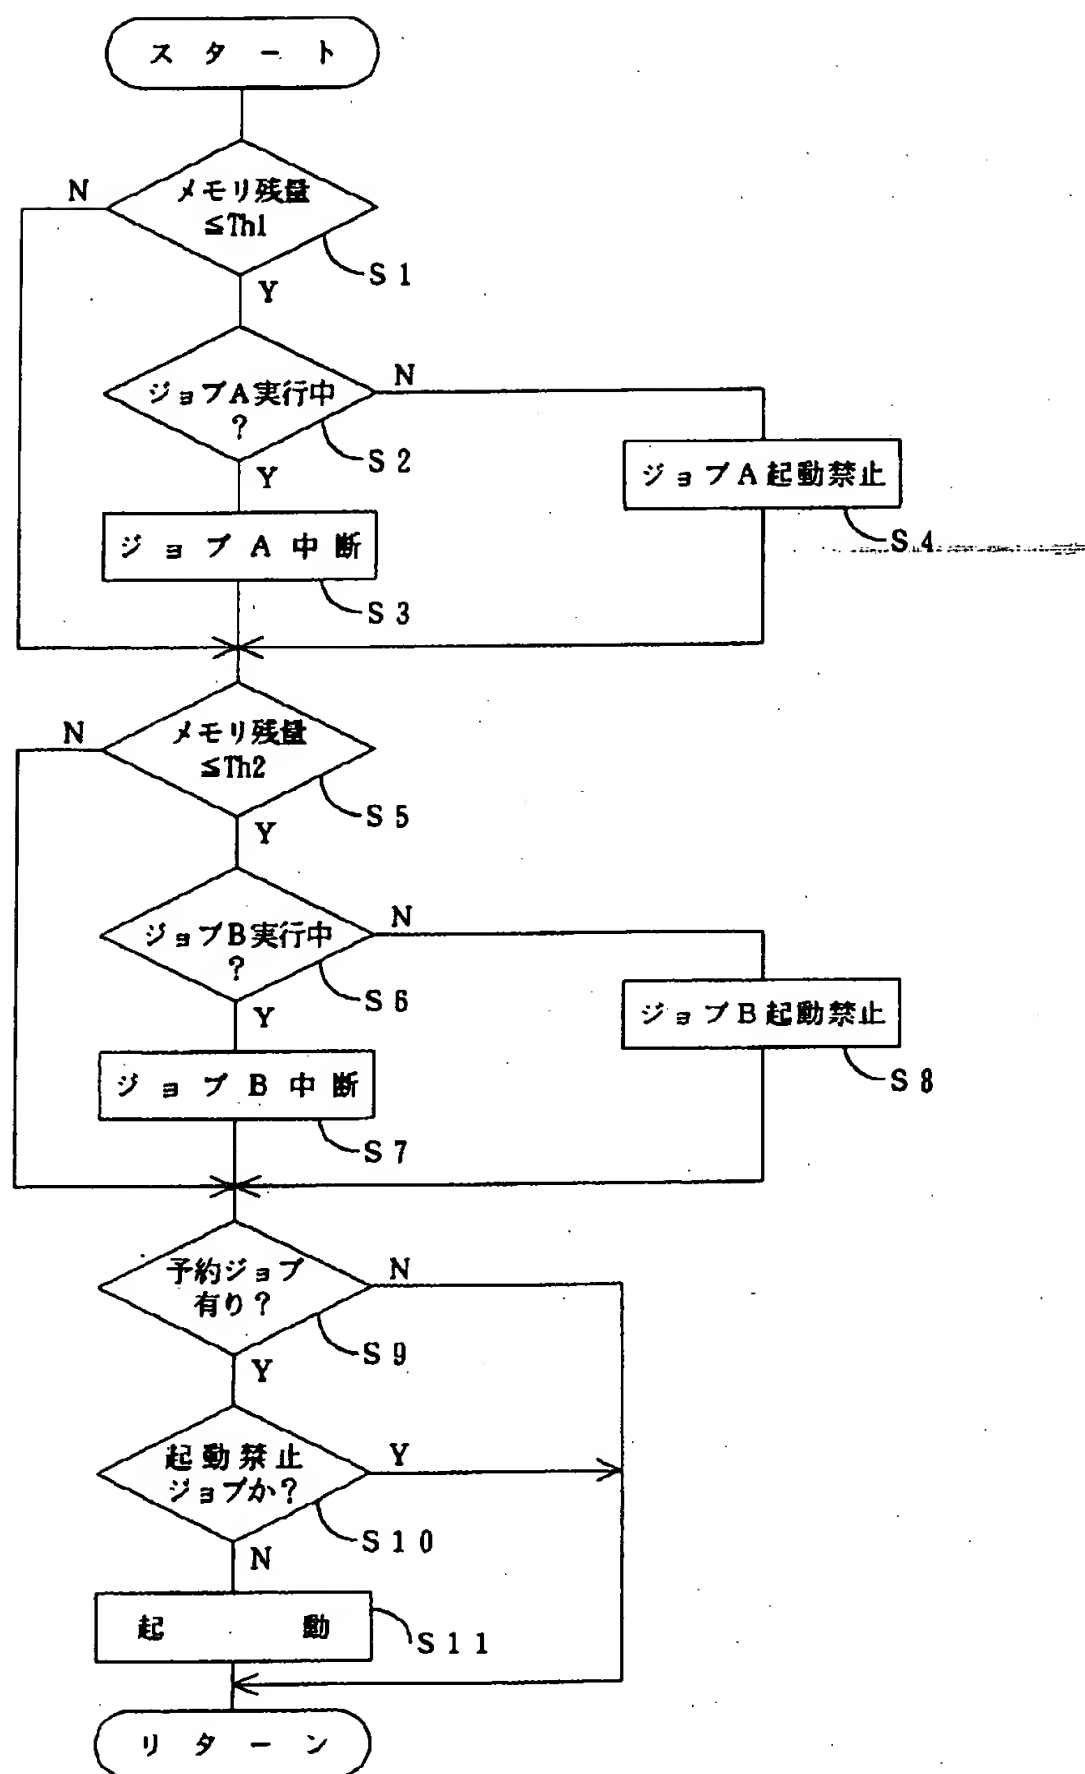 スタート
メモリ残量
≦Th1
N
S1
Y
ジョブA実行中
?
N
S2
Y
ジョブA起動禁止
S4
ジョブA中断
S3
メモリ残量
≦Th2
N
S5
Y
ジョブB実行中
?
N
S6
Y
ジョブB起動禁止
S8
ジョブB中断
S7
予約ジョブ
有り?
N
S9
Y
起動禁止
ジョブか?
Y
S10
N
起動
S11
リターン